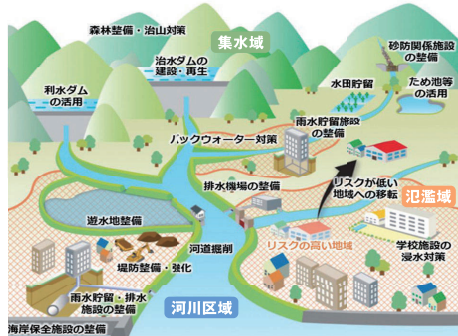 森林整備・治山対策
集水域
砂防関係施設
の整備
治水ダムの
建設・再生
利水ダム
の活用
水田貯留
ため池等
の活用
雨水貯留施設
の整備
バックウォーター対策
排水機場の整備
リスクが低い
地域への移転
氾濫域
遊水地整備
河道掘削
リスクの高い地域
学校施設の
浸水対策
堤防整備・強化
雨水貯留・排水
施設の整備
河川区域
海岸保全施設の整備